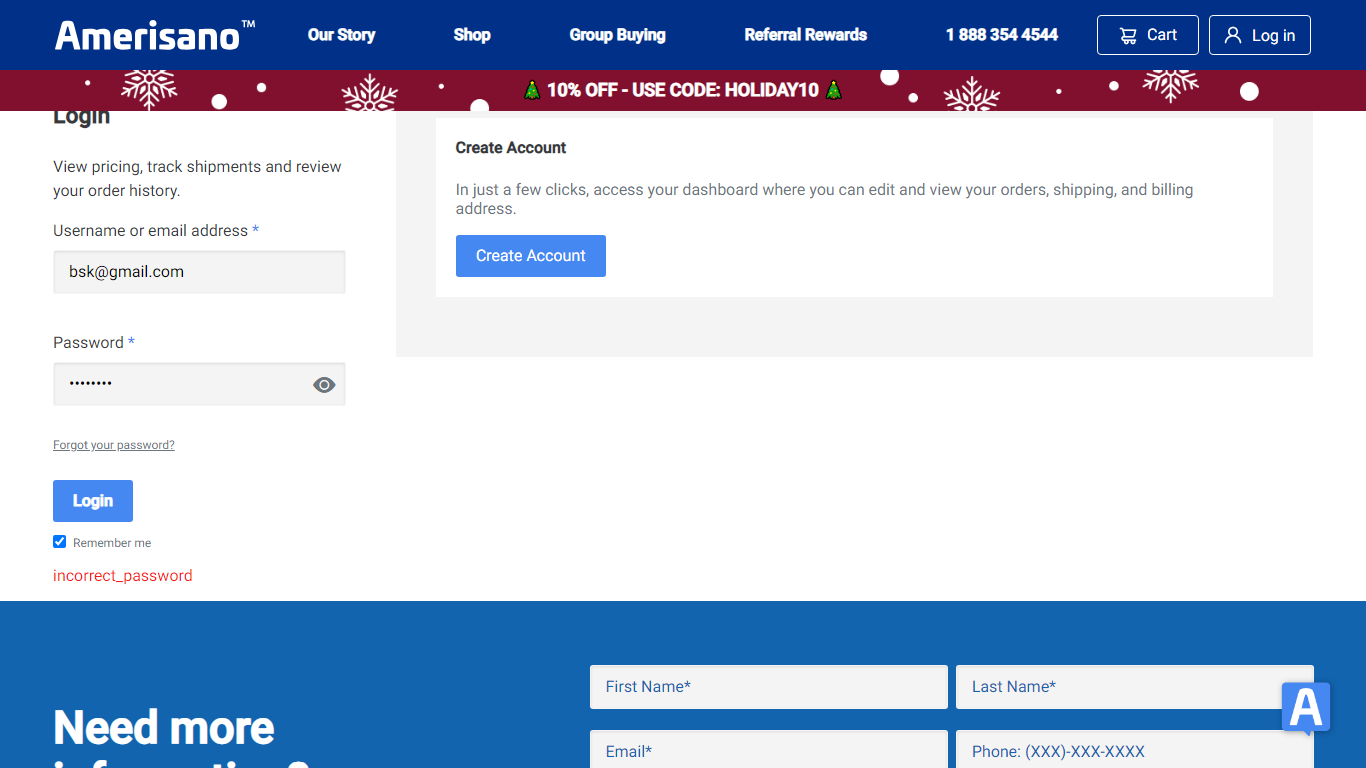 Amerisano™
Our Story
Shop
Group Buying
Referral Rewards
1 888 354 4544
Cart
Log in
10% OFF - USE CODE: HOLIDAY10
Login
View pricing, track shipments and review
your order history.
Username or email address *
bsk@gmail.com
Password *
••••••••
Forgot your password?
Login
Remember me
incorrect_password
Create Account
In just a few clicks, access your dashboard where you can edit and view your orders, shipping, and billing
address.
Create Account
Need more
information?
First Name*
Last Name*
Email*
Phone: (XXX)-XXX-XXXX
A